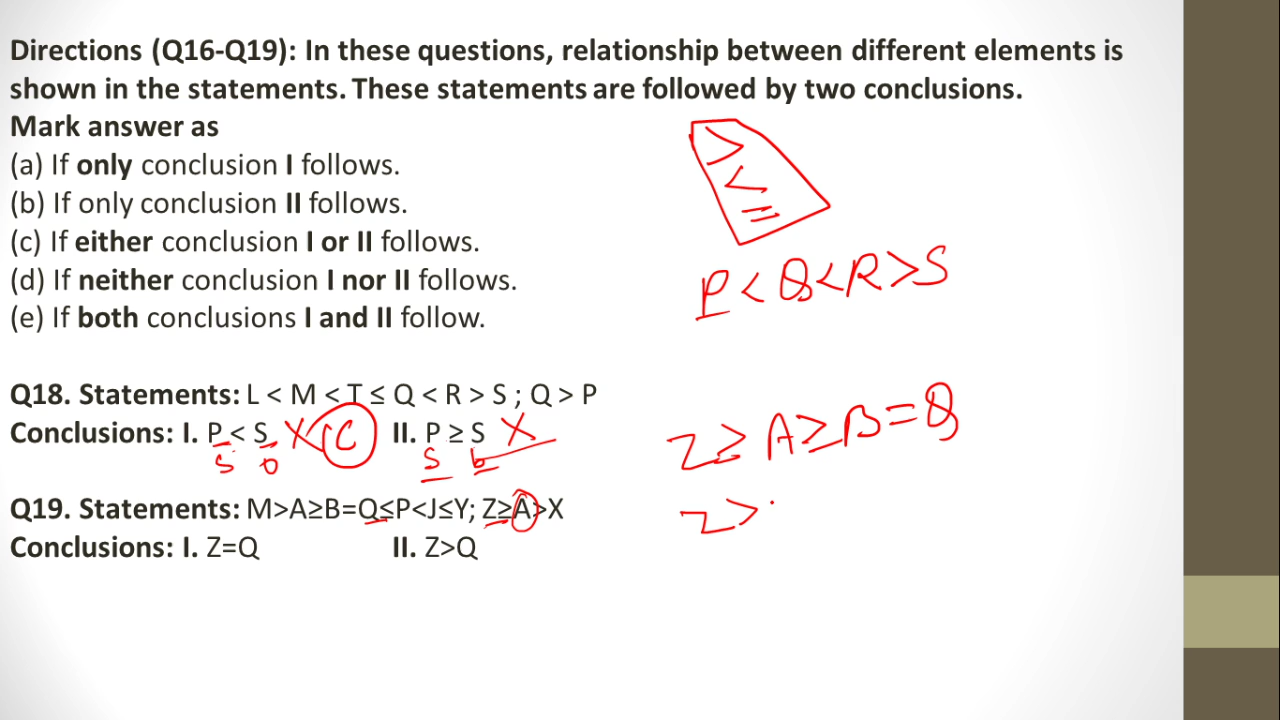 Directions (Q16-Q19): In these questions, relationship between different elements is
shown in the statements. These statements are followed by two conclusions.
Mark answer as
(a) If only conclusion I follows.
(b) If only conclusion II follows.
(c) If either conclusion I or II follows.
(d) If neither conclusion I nor II follows.
(e) If both conclusions I and II follow.
>
<
=
P < Q < R > S
Q18. Statements: L < M < T ≤ Q < R > S ; Q > P
Conclusions: I. P < S X C II. P ≥ S X
Z ≥ A ≥ B = Q
Q19. Statements: M>A≥B=Q≤P<J≤Y; Z≥A>X
Z >
Conclusions: I. Z=Q II. Z>Q